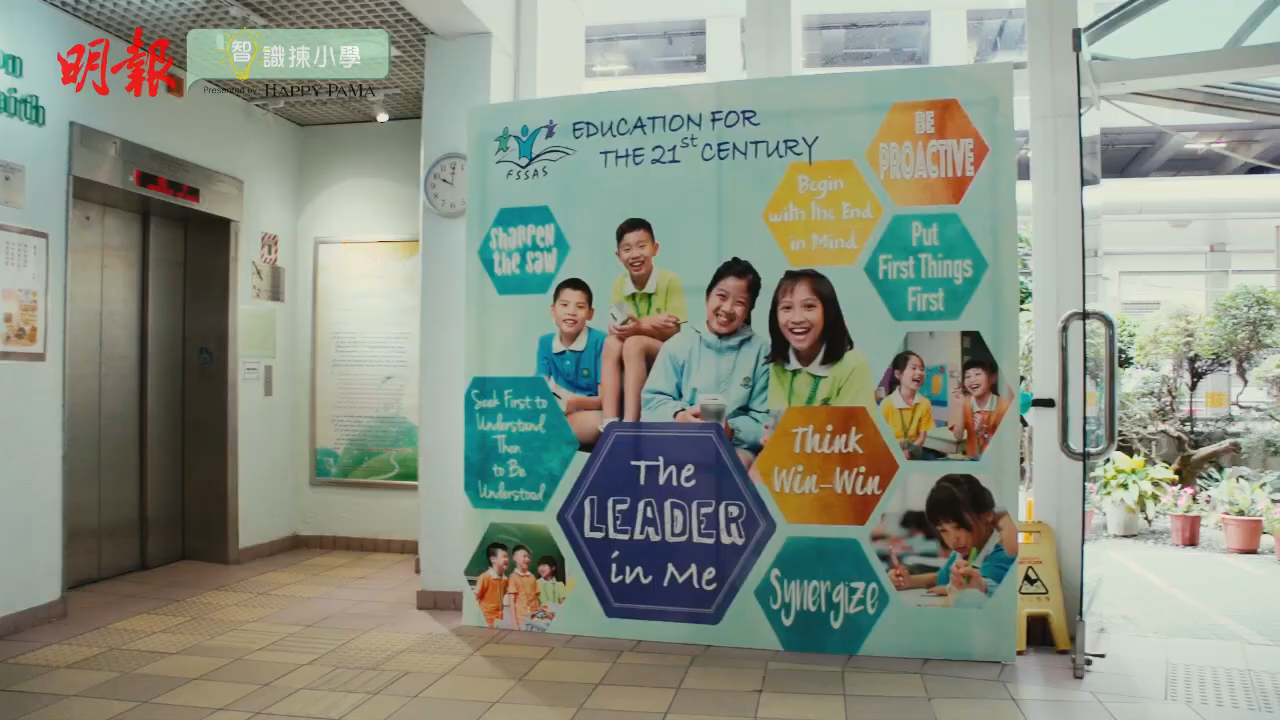 明報
智識揀小學
Presented by HAPPY PAMA
FSSAS
EDUCATION FOR
THE 21st CENTURY
BE
PROACTIVE
Begin
with the End
in Mind
Put
First Things
First
Sharpen
the Saw
Seek First to
Understand
Then
to Be
Understood
Think
Win-Win
The
LEADER
in Me
Synergize